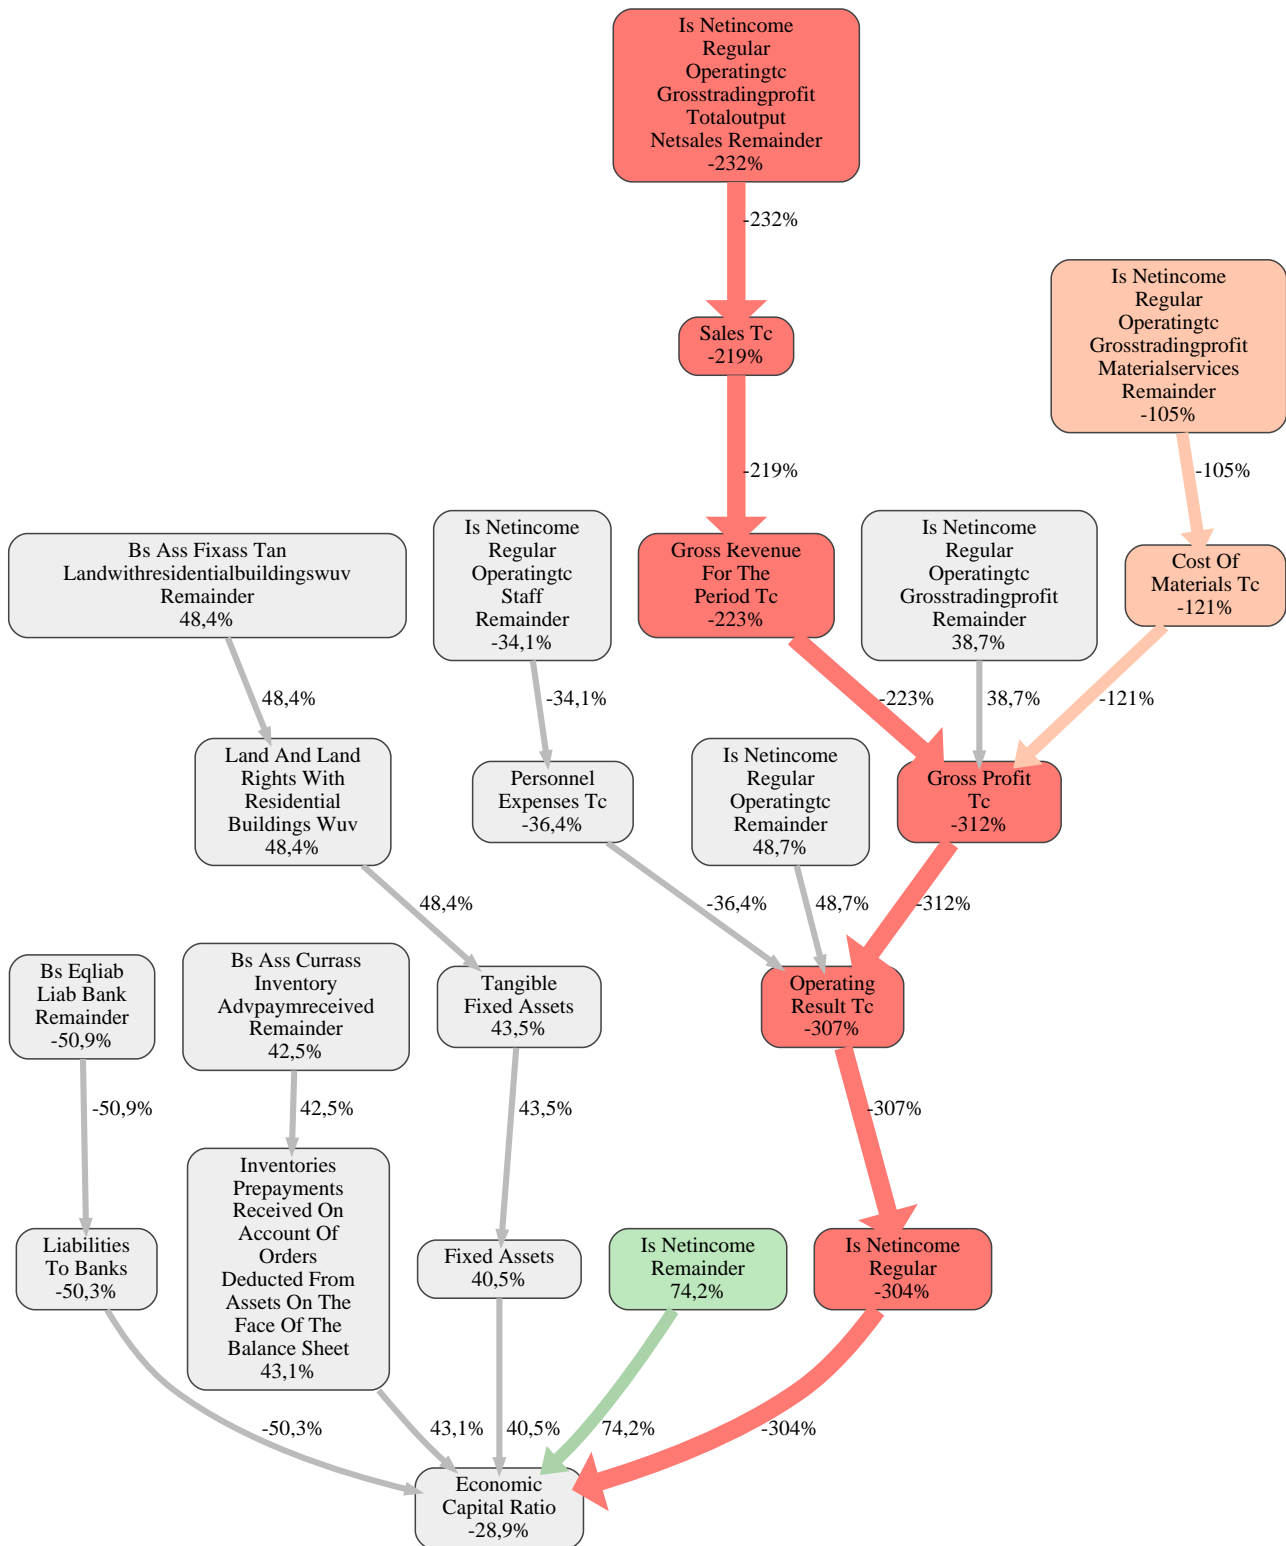 Is Netincome
Regular
Operatingtc
Grosstradingprofit
Totaloutput
Netsales Remainder
-232%
-232%
Sales Tc
-219%
Is Netincome
Regular
Operatingtc
Grosstradingprofit
Materialservices
Remainder
-105%
-219%
-105%
Bs Ass Fixass Tan
Landwithresidentialbuildingswuv
Remainder
48,4%
Is Netincome
Regular
Operatingtc
Staff
Remainder
-34,1%
Gross Revenue
For The
Period Tc
-223%
Is Netincome
Regular
Operatingtc
Grosstradingprofit
Remainder
38,7%
Cost Of
Materials Tc
-121%
48,4%
-34,1%
-223%
38,7%
-121%
Land And Land
Rights With
Residential
Buildings Wuv
48,4%
Personnel
Expenses Tc
-36,4%
Is Netincome
Regular
Operatingtc
Remainder
48,7%
Gross Profit
Tc
-312%
48,4%
-36,4%
48,7%
-312%
Bs Eqliab
Liab Bank
Remainder
-50,9%
Bs Ass Currass
Inventory
Advpaymreceived
Remainder
42,5%
Tangible
Fixed Assets
43,5%
Operating
Result Tc
-307%
-50,9%
42,5%
43,5%
-307%
Liabilities
To Banks
-50,3%
Inventories
Prepayments
Received On
Account Of
Orders
Deducted From
Assets On The
Face Of The
Balance Sheet
43,1%
Fixed Assets
40,5%
Is Netincome
Remainder
74,2%
Is Netincome
Regular
-304%
-50,3%
43,1%
40,5%
74,2%
-304%
Economic
Capital Ratio
-28,9%